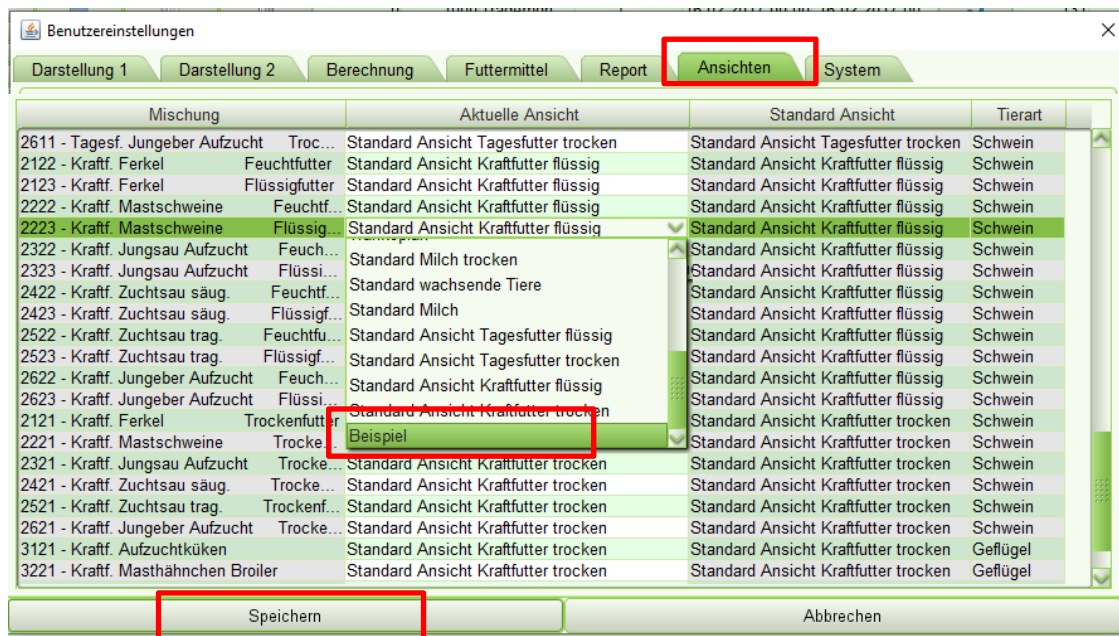 Benutzereinstellungen
Darstellung 1 Darstellung 2 Berechnung Futtermittel Report Ansichten System
Mischung Aktuelle Ansicht Standard Ansicht Tierart
2611 - Tagesf. Jungeber Aufzucht Troc... Standard Ansicht Tagesfutter trocken Standard Ansicht Tagesfutter trocken Schwein
2122 - Kraftf. Ferkel Feuchtfutter Standard Ansicht Kraftfutter flüssig Standard Ansicht Kraftfutter flüssig Schwein
2123 - Kraftf. Ferkel Flüssigfutter Standard Ansicht Kraftfutter flüssig Standard Ansicht Kraftfutter flüssig Schwein
2222 - Kraftf. Mastschweine Feuchtf... Standard Ansicht Kraftfutter flüssig Standard Ansicht Kraftfutter flüssig Schwein
2223 - Kraftf. Mastschweine Flüssig... Standard Ansicht Kraftfutter flüssig Standard Ansicht Kraftfutter flüssig Schwein
2322 - Kraftf. Jungsau Aufzucht Feuch... Standard Ansicht Kraftfutter flüssig Schwein
2323 - Kraftf. Jungsau Aufzucht Flüssi... Standard Ansicht Kraftfutter flüssig Schwein
2422 - Kraftf. Zuchtsau säug. Feuchtf... Standard Ansicht Kraftfutter flüssig Schwein
2423 - Kraftf. Zuchtsau säug. Flüssigf... Standard Ansicht Kraftfutter flüssig Schwein
2522 - Kraftf. Zuchtsau trag. Feuchtfu... Standard Ansicht Kraftfutter flüssig Schwein
2523 - Kraftf. Zuchtsau trag. Flüssigf... Standard Ansicht Kraftfutter flüssig Schwein
2622 - Kraftf. Jungeber Aufzucht Feuch... Standard Ansicht Kraftfutter flüssig Schwein
2623 - Kraftf. Jungeber Aufzucht Flüssi... Standard Ansicht Kraftfutter flüssig Schwein
2121 - Kraftf. Ferkel Trockenfutter Standard Ansicht Kraftfutter trocken Schwein
2221 - Kraftf. Mastschweine Trocke... Standard Ansicht Kraftfutter trocken Schwein
Standard Milch trocken
Standard wachsende Tiere
Standard Milch
Standard Ansicht Tagesfutter flüssig
Standard Ansicht Tagesfutter trocken
Standard Ansicht Kraftfutter flüssig
Standard Ansicht Kraftfutter trocken
Beispiel
2321 - Kraftf. Jungsau Aufzucht Trocke... Standard Ansicht Kraftfutter trocken Standard Ansicht Kraftfutter trocken Schwein
2421 - Kraftf. Zuchtsau säug. Trocke... Standard Ansicht Kraftfutter trocken Standard Ansicht Kraftfutter trocken Schwein
2521 - Kraftf. Zuchtsau trag. Trockenf... Standard Ansicht Kraftfutter trocken Standard Ansicht Kraftfutter trocken Schwein
2621 - Kraftf. Jungeber Aufzucht Trocke... Standard Ansicht Kraftfutter trocken Standard Ansicht Kraftfutter trocken Schwein
3121 - Kraftf. Aufzuchtküken Standard Ansicht Kraftfutter trocken Standard Ansicht Kraftfutter trocken Geflügel
3221 - Kraftf. Masthähnchen Broiler Standard Ansicht Kraftfutter trocken Standard Ansicht Kraftfutter trocken Geflügel
Speichern Abbrechen